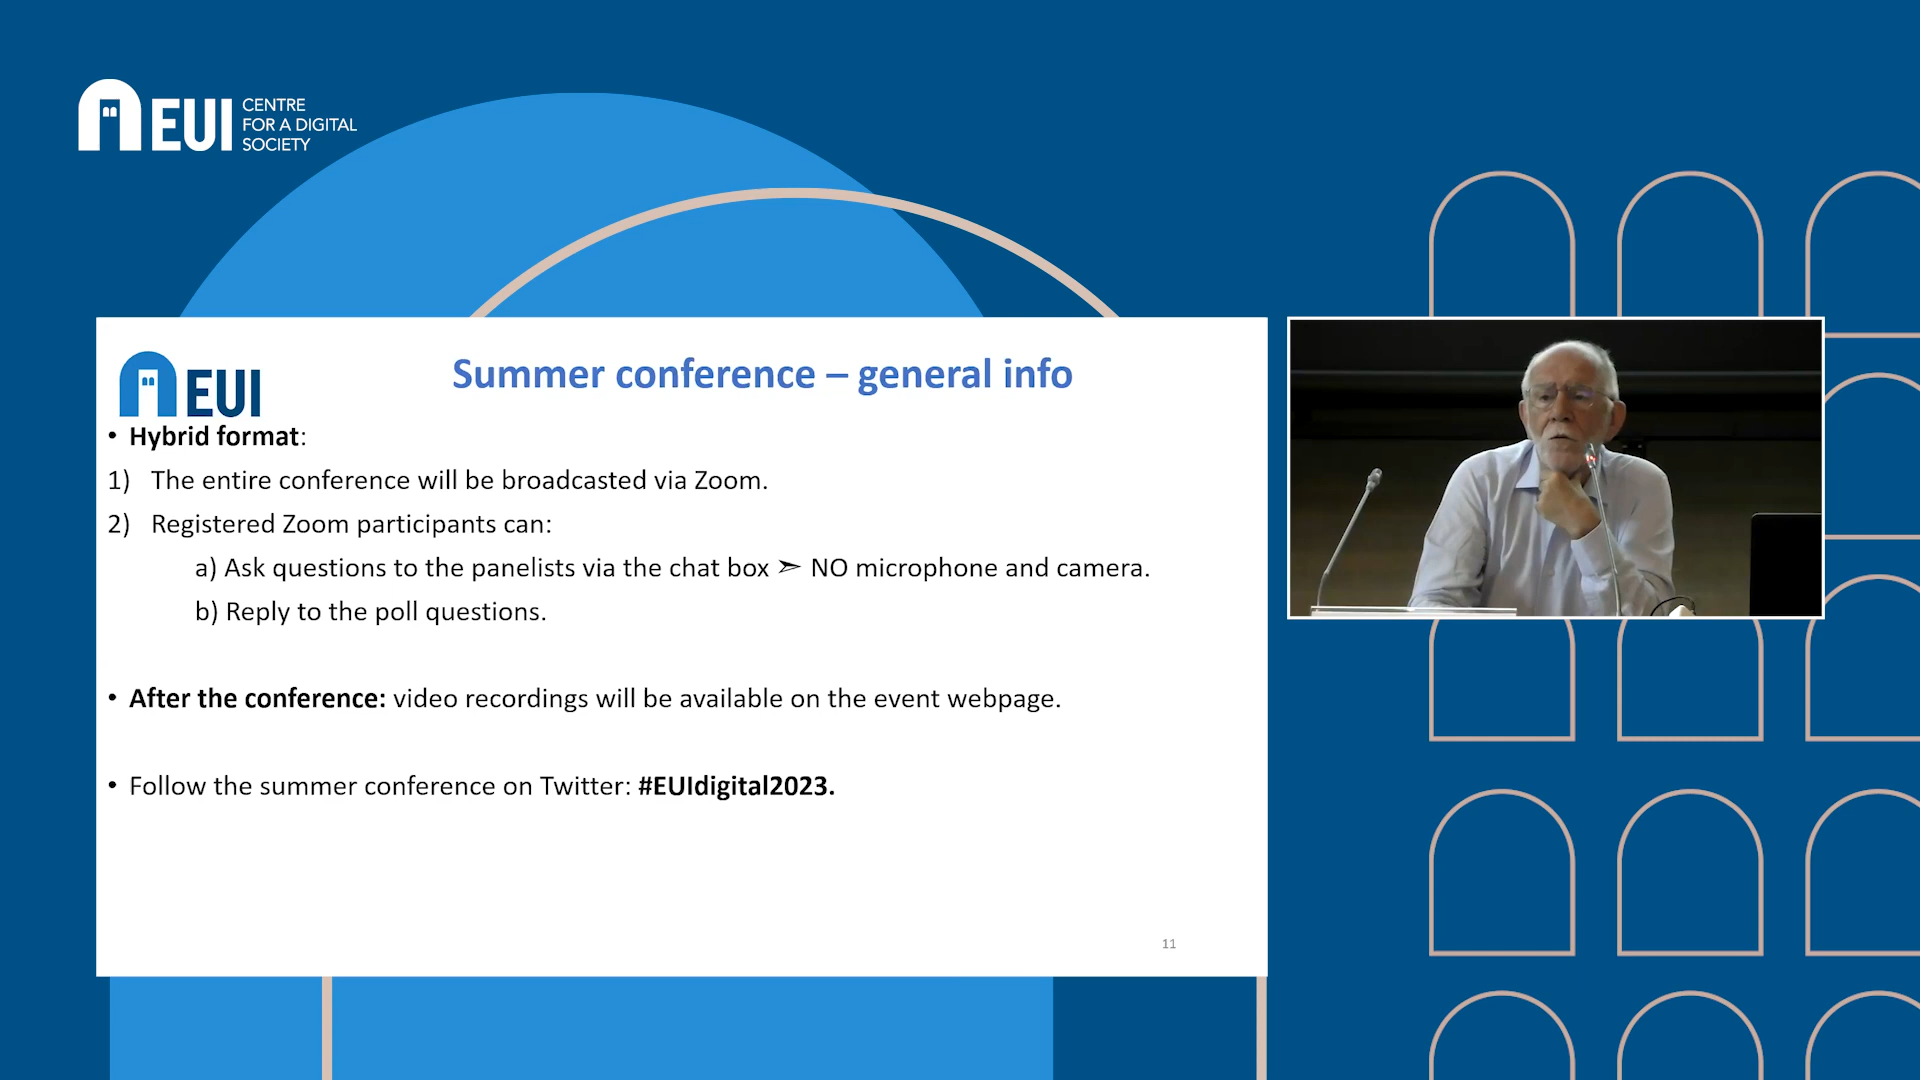 EUI
CENTRE
FOR A DIGITAL
SOCIETY
EUI
Summer conference – general info
• Hybrid format:
1) The entire conference will be broadcasted via Zoom.
2) Registered Zoom participants can:
a) Ask questions to the panelists via the chat box ➣ NO microphone and camera.
b) Reply to the poll questions.
• After the conference: video recordings will be available on the event webpage.
• Follow the summer conference on Twitter: #EUIdigital2023.
11